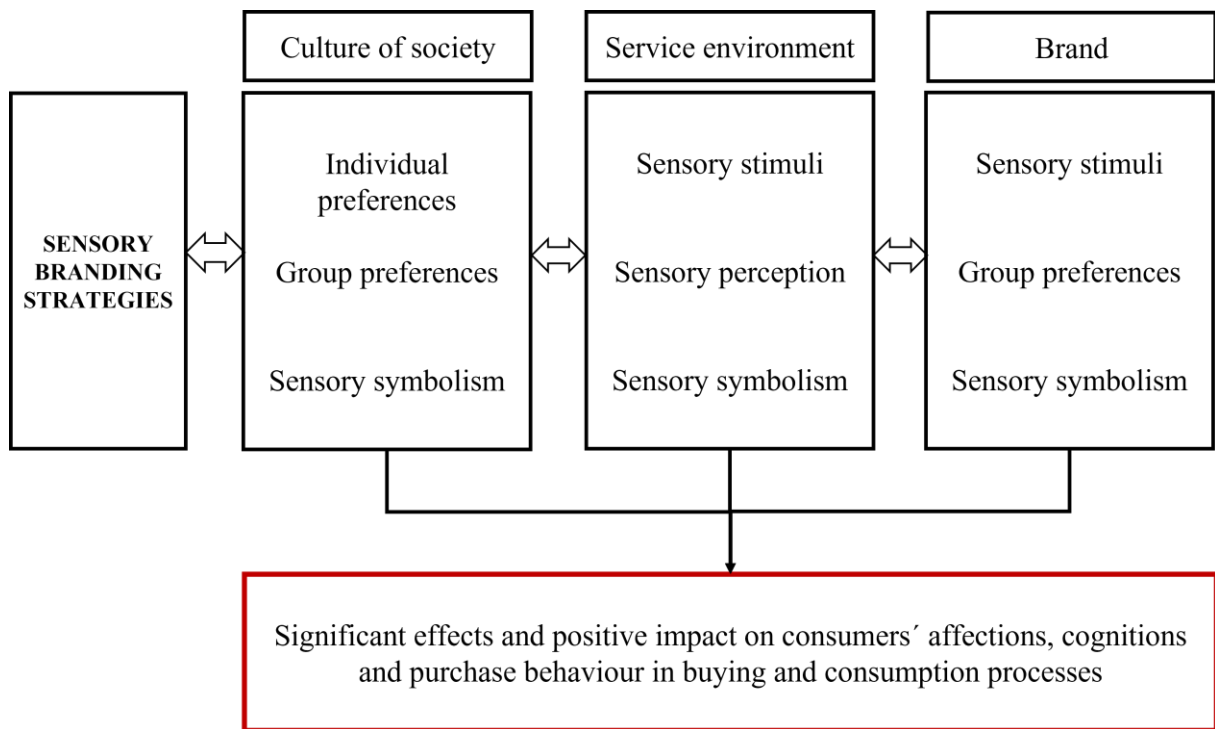 Culture of society
Service environment
Brand
SENSORY
BRANDING
STRATEGIES
Individual
preferences
Group preferences
Sensory symbolism
Sensory stimuli
Sensory perception
Sensory symbolism
Sensory stimuli
Group preferences
Sensory symbolism
Significant effects and positive impact on consumers´ affections, cognitions
and purchase behaviour in buying and consumption processes